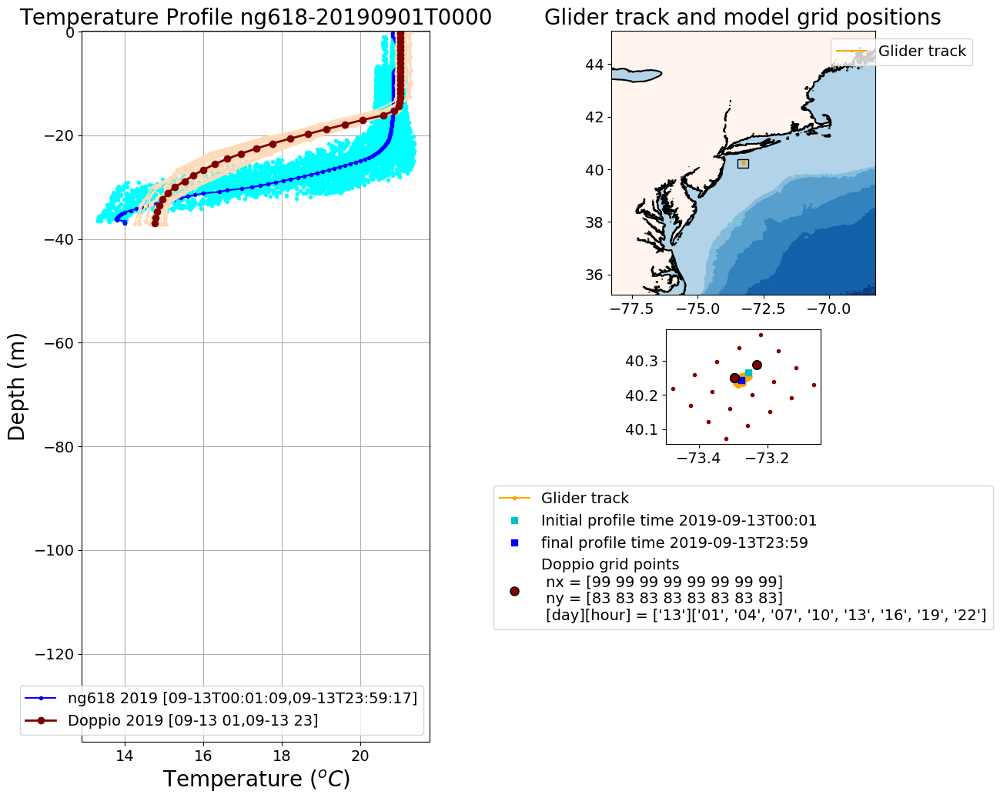 Temperature Profile ng618-20190901T0000
0
−20
−40
−60
−80
−100
−120
Depth (m)
14
16
18
20
Temperature (°C)
ng618 2019 [09-13T00:01:09,09-13T23:59:17]
Doppio 2019 [09-13 01,09-13 23]
Glider track and model grid positions
Glider track
44
42
40
38
36
−77.5
−75.0
−72.5
−70.0
40.3
40.2
40.1
−73.4
−73.2
Glider track
Initial profile time 2019-09-13T00:01
final profile time 2019-09-13T23:59
Doppio grid points
nx = [99 99 99 99 99 99 99 99]
ny = [83 83 83 83 83 83 83 83]
[day][hour] = ['13']['01', '04', '07', '10', '13', '16', '19', '22']